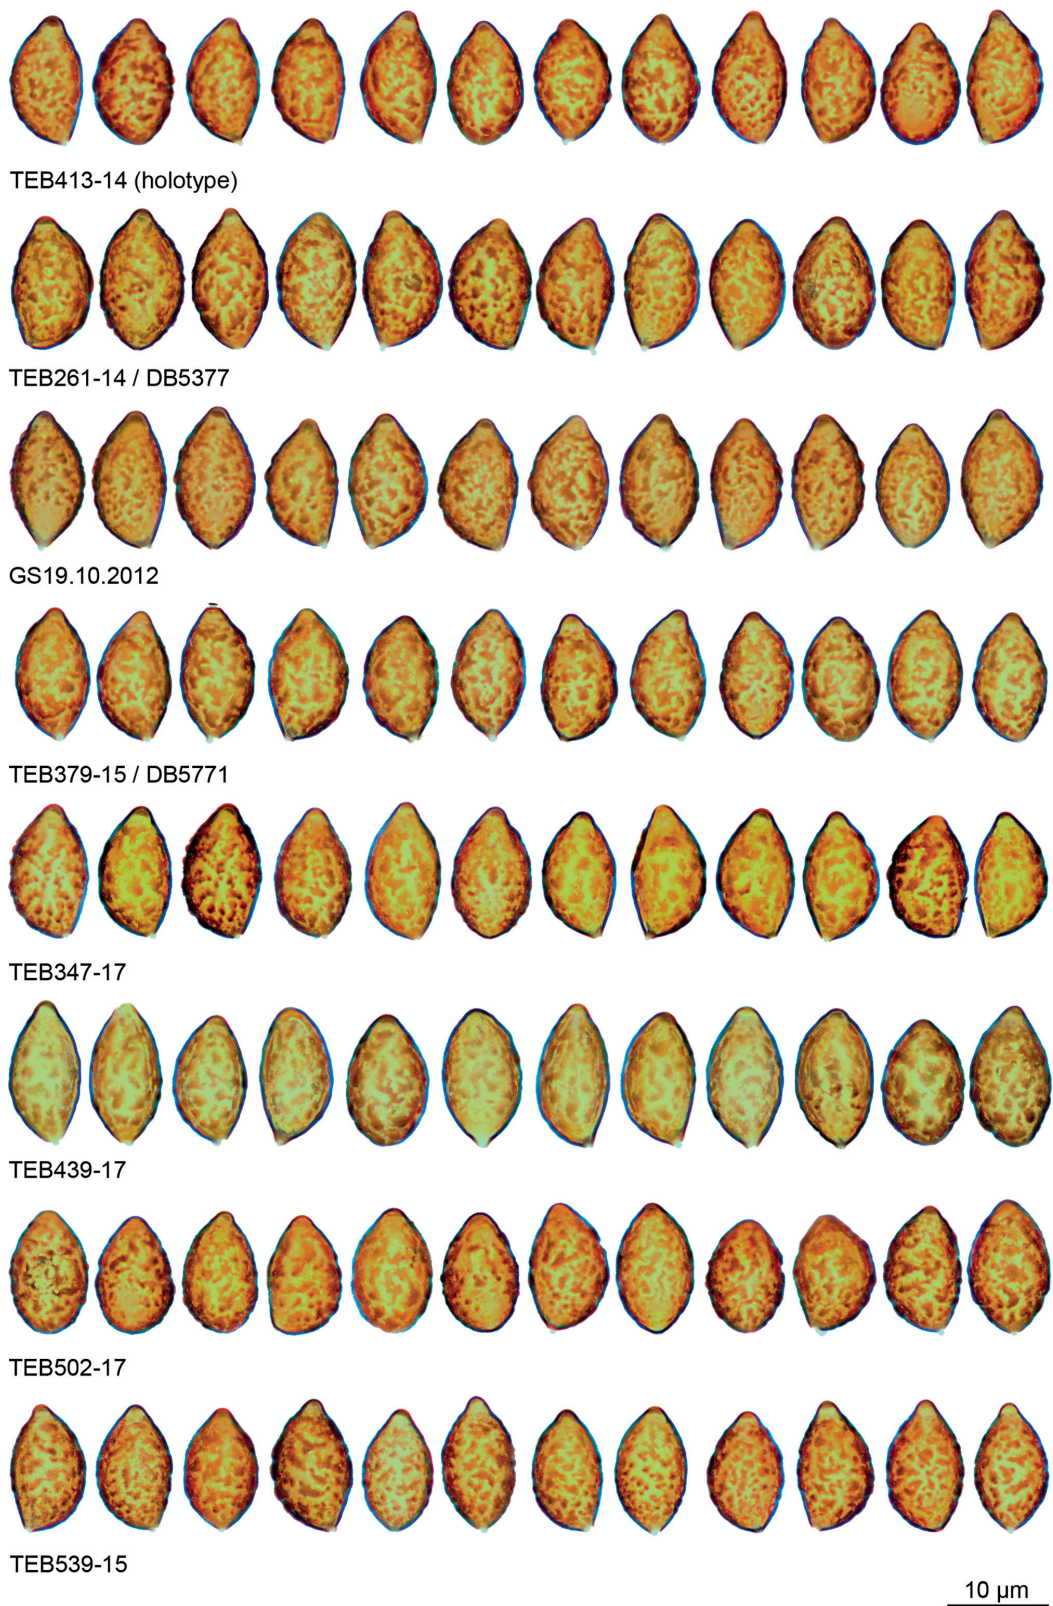 TEB413-14 (holotype)
TEB261-14 / DB5377
GS19.10.2012
TEB379-15 / DB5771
TEB347-17
TEB439-17
TEB502-17
TEB539-15
10 µm